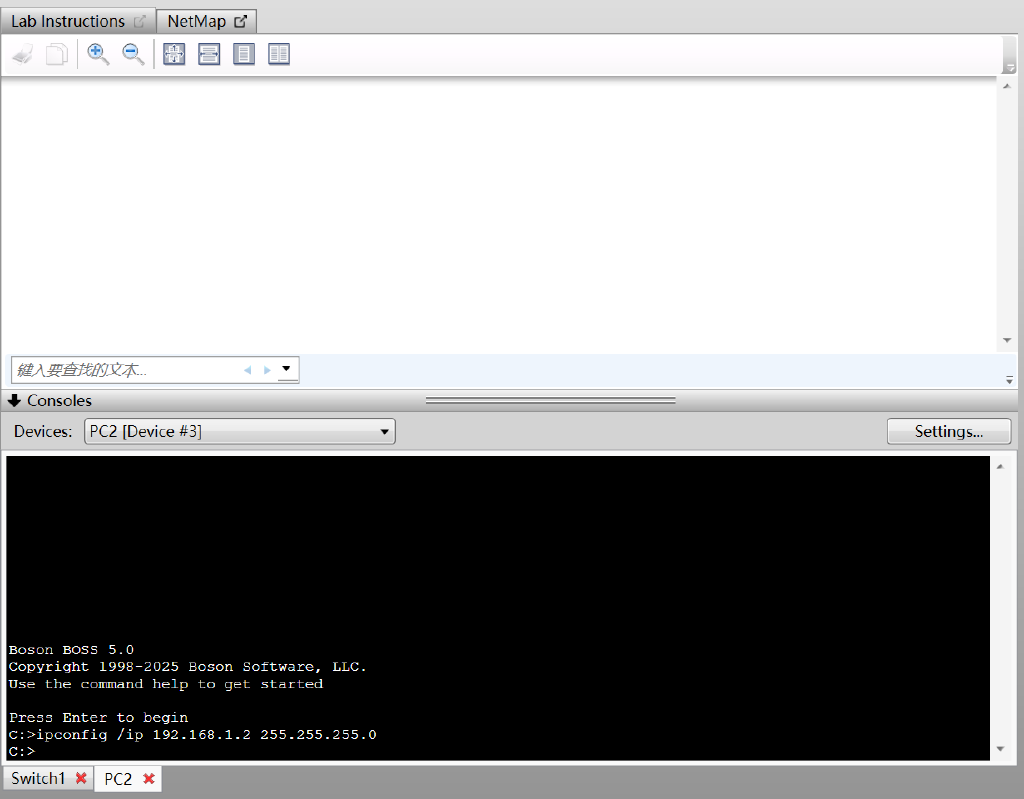 Lab Instructions NetMap
键入要查找的文本...
Consoles
Devices: PC2 [Device #3] Settings...
Boson BOSS 5.0
Copyright 1998-2025 Boson Software, LLC.
Use the command help to get started
Press Enter to begin
C:>ipconfig /ip 192.168.1.2 255.255.255.0
C:>
Switch1 PC2